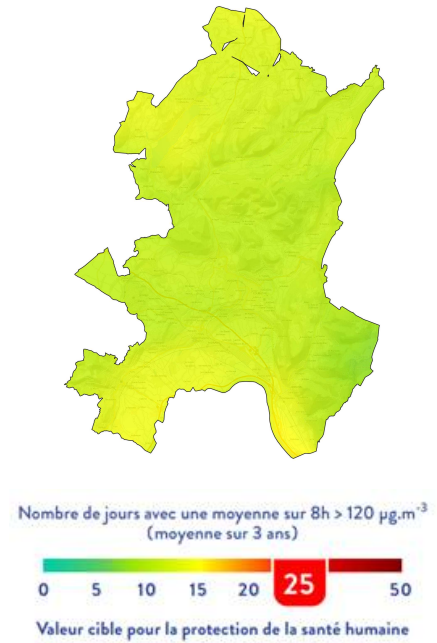 Nombre de jours avec une moyenne sur 8h > 120 µg.m⁻³
(moyenne sur 3 ans)
0 5 10 15 20 25 50
Valeur cible pour la protection de la santé humaine